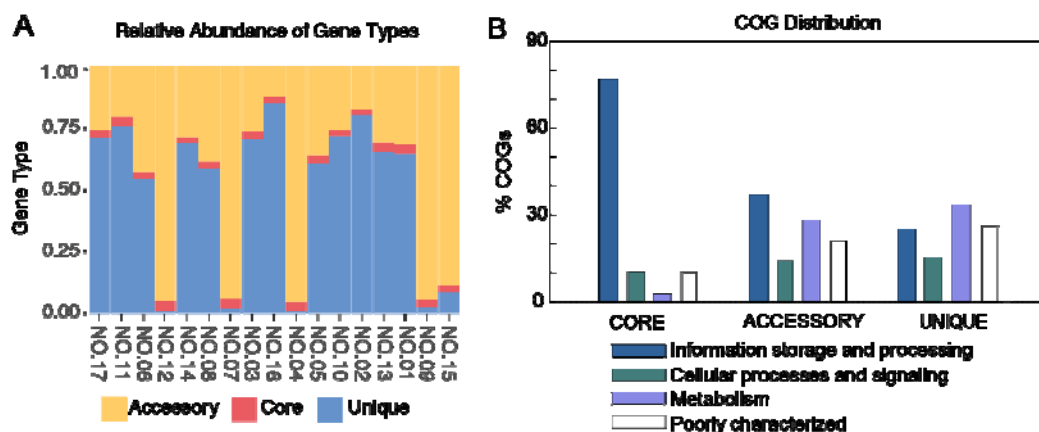 A
Relative Abundance of Gene Types
Gene Type
1.00
0.75
0.50
0.25
0.00
NO.17
NO.11
NO.06
NO.12
NO.14
NO.08
NO.07
NO.03
NO.16
NO.04
NO.05
NO.10
NO.02
NO.13
NO.01
NO.09
NO.15
Accessory Core Unique
B
COG Distribution
% COGs
90
60
30
0
CORE ACCESSORY UNIQUE
Information storage and processing
Cellular processes and signaling
Metabolism
Poorly characterized